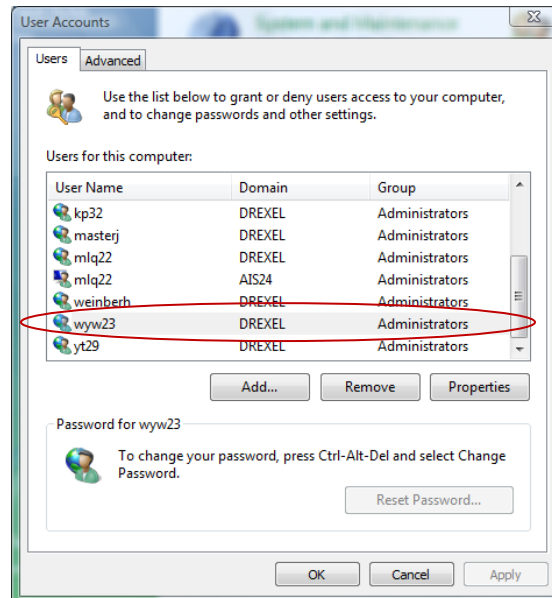 User Accounts
System and Maintenance
Users Advanced
Use the list below to grant or deny users access to your computer,
and to change passwords and other settings.
Users for this computer:
User Name Domain Group
kp32 DREXEL Administrators
masterj DREXEL Administrators
mlq22 DREXEL Administrators
mlq22 AIS24 Administrators
weinberh DREXEL Administrators
wyw23 DREXEL Administrators
yt29 DREXEL Administrators
Add... Remove Properties
Password for wyw23
To change your password, press Ctrl-Alt-Del and select Change
Password.
Reset Password...
OK Cancel Apply